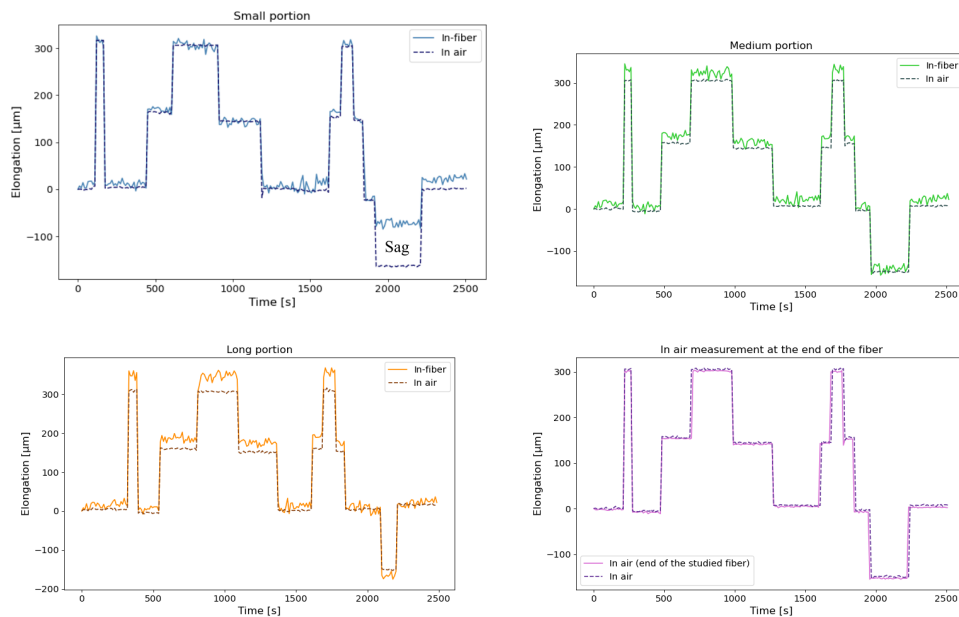 Small portion
In-fiber
In air
300
200
100
0
−100
Elongation [μm]
Sag
0
500
1000
1500
2000
2500
Time [s]
Medium portion
In-fiber
In air
300
200
100
0
−100
Elongation [μm]
0
500
1000
1500
2000
2500
Time [s]
Long portion
In-fiber
In air
300
200
100
0
−100
−200
Elongation [μm]
0
500
1000
1500
2000
2500
Time [s]
In air measurement at the end of the fiber
300
200
100
0
−100
Elongation [μm]
In air (end of the studied fiber)
In air
0
500
1000
1500
2000
2500
Time [s]